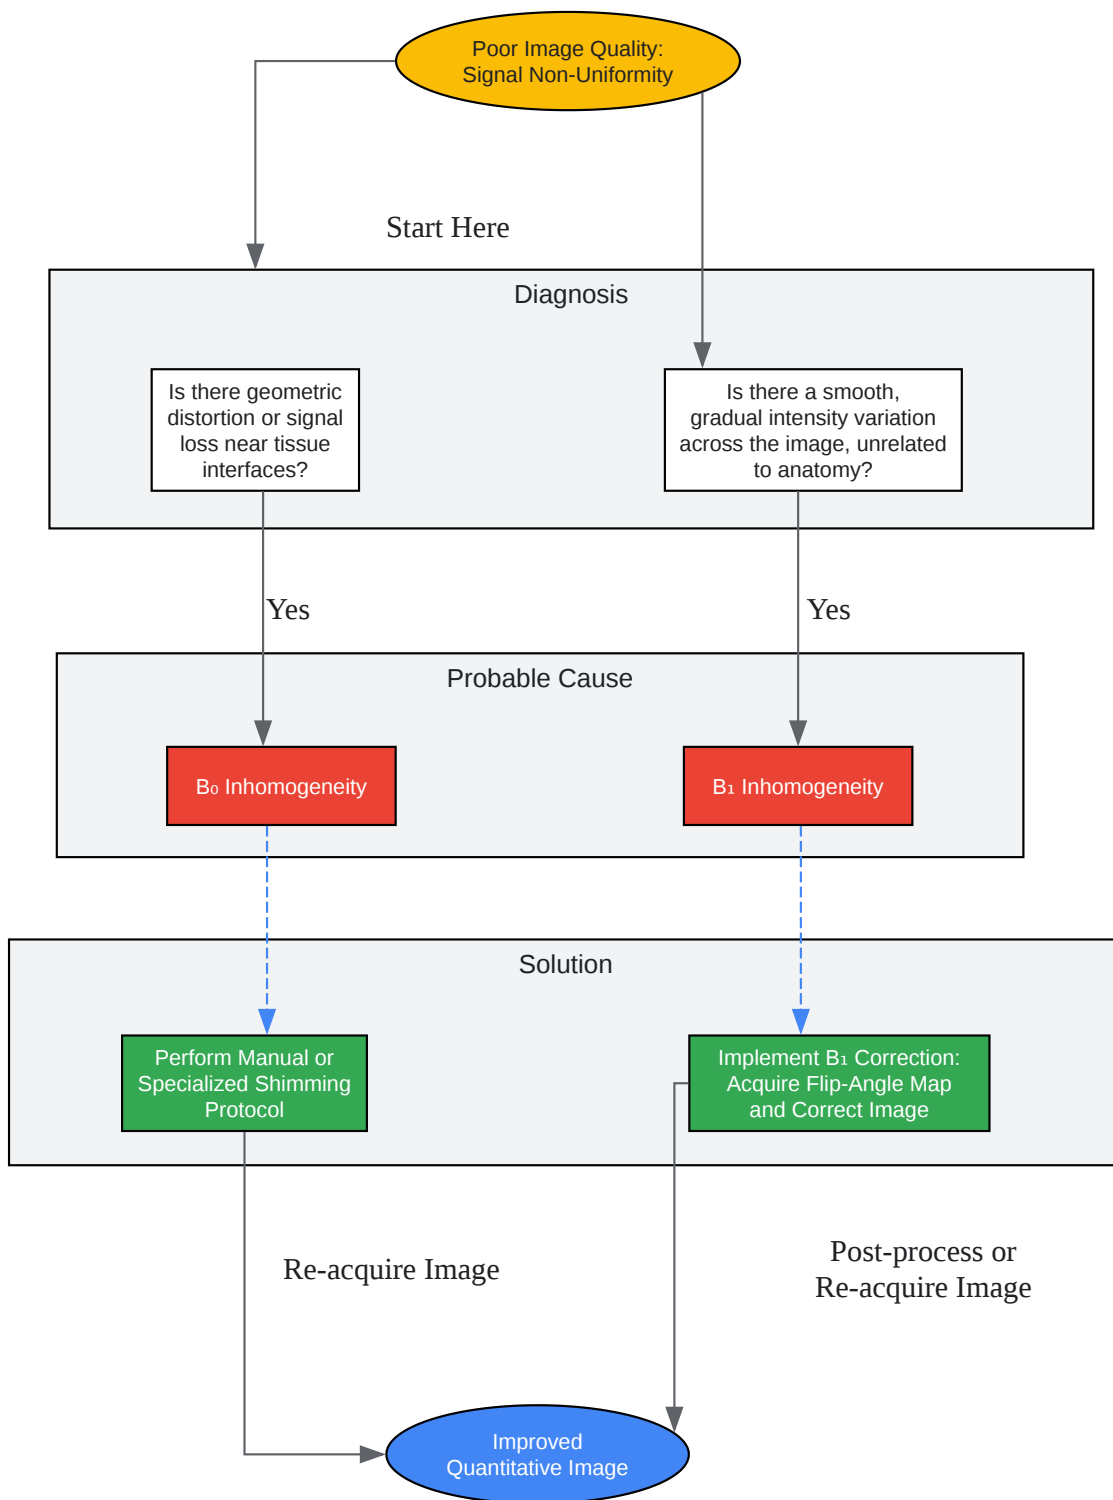 Poor Image Quality:
Signal Non-Uniformity
Start Here
Diagnosis
Is there geometric
distortion or signal
loss near tissue
interfaces?
Is there a smooth,
gradual intensity variation
across the image, unrelated
to anatomy?
Yes
Yes
Probable Cause
B₀ Inhomogeneity
B₁ Inhomogeneity
Solution
Perform Manual or
Specialized Shimming
Protocol
Implement B₁ Correction:
Acquire Flip-Angle Map
and Correct Image
Re-acquire Image
Post-process or
Re-acquire Image
Improved
Quantitative Image